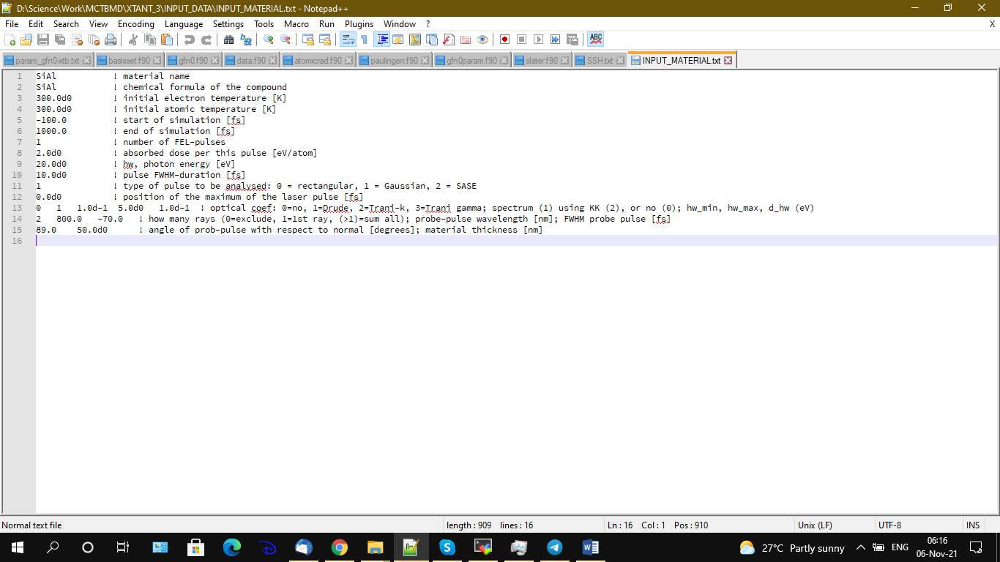 D:\Science\Work\MCTBMD\XTANT_3\INPUT_DATA\INPUT_MATERIAL.txt - Notepad++
File Edit Search View Encoding Language Settings Tools Macro Run Plugins Window ? X
param_gfn0-xtb.txt basisset.f90 gfn0.f90 data.f90 atomicrad.f90 paulingen.f90 gfn0param.f90 slater.f90 SSH.txt INPUT_MATERIAL.txt
1 SiAl ! material name
2 SiAl ! chemical formula of the compound
3 300.0d0 ! initial electron temperature [K]
4 300.0d0 ! initial atomic temperature [K]
5 -100.0 ! start of simulation [fs]
6 1000.0 ! end of simulation [fs]
7 1 ! number of FEL-pulses
8 2.0d0 ! absorbed dose per this pulse [eV/atom]
9 20.0d0 ! hw, photon energy [eV]
10 10.0d0 ! pulse FWHM-duration [fs]
11 1 ! type of pulse to be analysed: 0 = rectangular, 1 = Gaussian, 2 = SASE
12 0.0d0 ! position of the maximum of the laser pulse [fs]
13 0 1 1.0d-1 5.0d0 1.0d-1 ! optical coef: 0=no, 1=Drude, 2=Trani-k, 3=Trani gamma; spectrum (1) using KK (2), or no (0); hw_min, hw_max, d_hw (eV)
14 2 800.0 -70.0 ! how many rays (0=exclude, 1=1st ray, (>1)=sum all); probe-pulse wavelength [nm]; FWHM probe pulse [fs]
15 89.0 50.0d0 ! angle of prob-pulse with respect to normal [degrees]; material thickness [nm]
16
Normal text file length : 909 lines : 16 Ln : 16 Col : 1 Pos : 910 Unix (LF) UTF-8 INS
27°C Partly sunny ENG 06:16
06-Nov-21